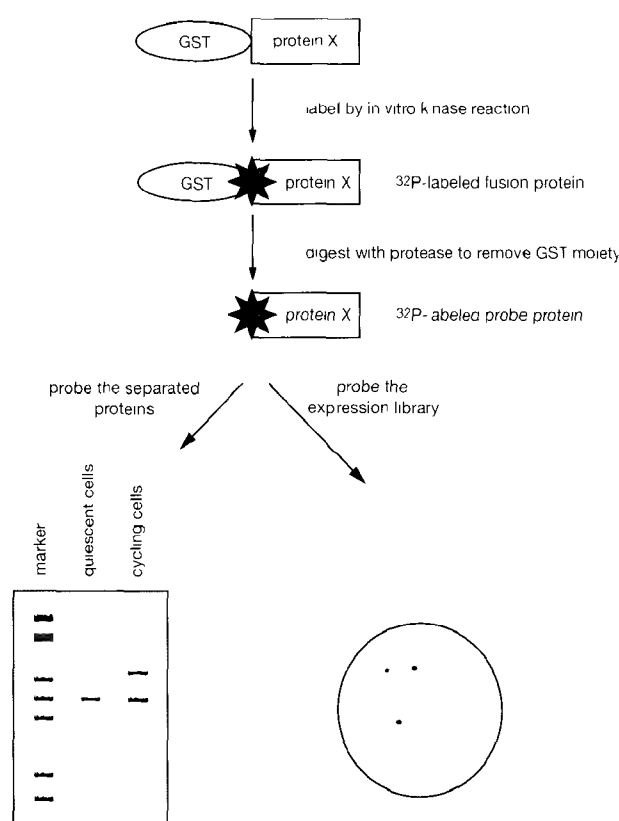 GST
protein X
label by in vitro kinase reaction
GST
protein X
32P-labeled fusion protein
digest with protease to remove GST moiety
protein X
32P-labeled probe protein
probe the separated
proteins
probe the
expression library
marker
quiescent cells
cycling cells